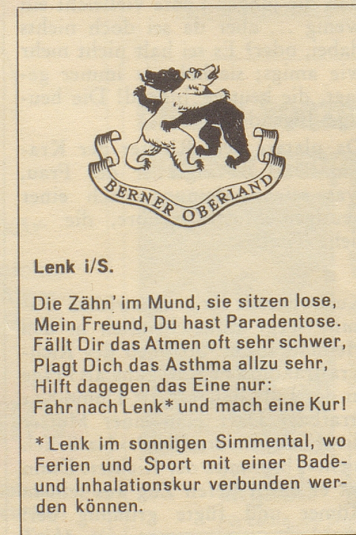 BERNER OBERLAND
Lenk i/S.
Die Zähn' im Mund, sie sitzen lose,
Mein Freund, Du hast Paradentose.
Fällt Dir das Atmen oft sehr schwer,
Plagt Dich das Asthma allzu sehr,
Hilft dagegen das Eine nur:
Fahr nach Lenk* und mach eine Kur!
*Lenk im sonnigen Simmental, wo
Ferien und Sport mit einer Bade-
und Inhalationskur verbunden wer-
den können.